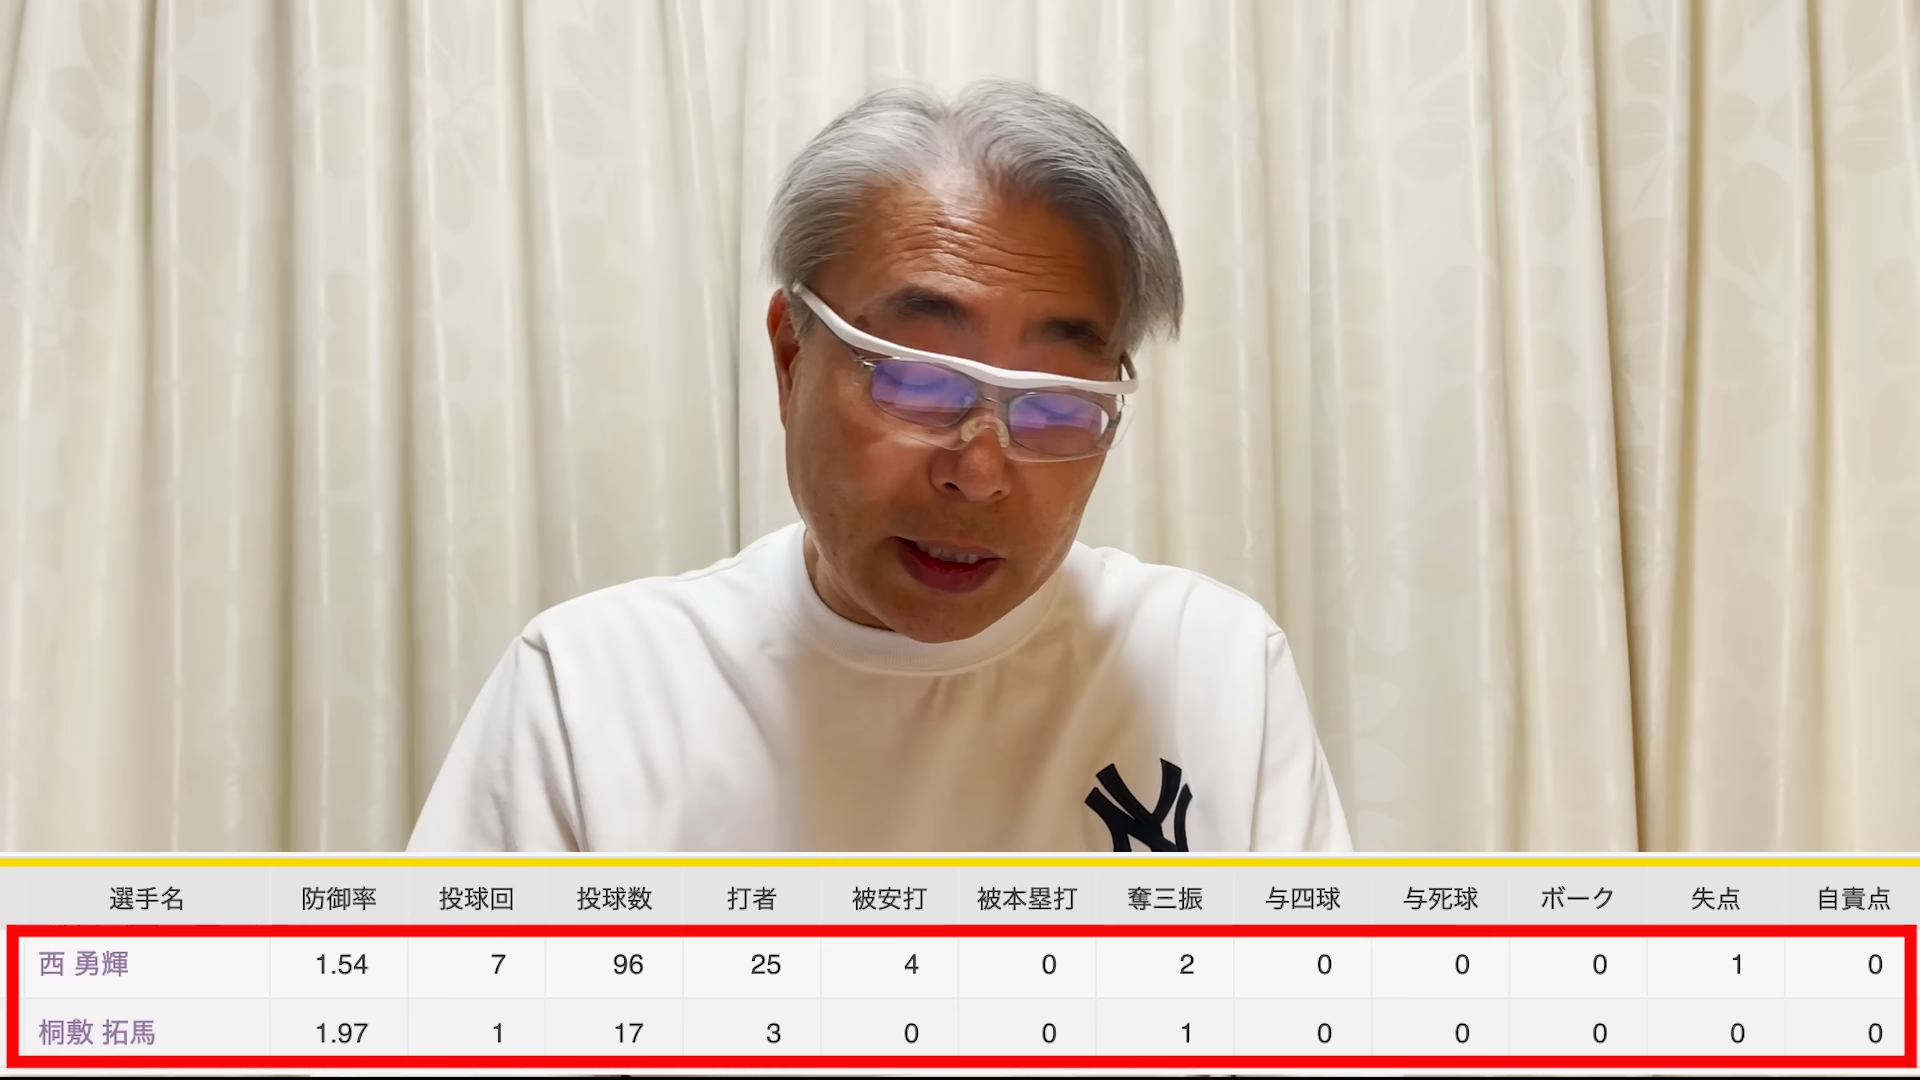 NY
選手名 防御率 投球回 投球数 打者 被安打 被本塁打 奪三振 与四球 与死球 ボーク 失点 自責点
西 勇輝 1.54 7 96 25 4 0 2 0 0 0 1 0
桐敷 拓馬 1.97 1 17 3 0 0 1 0 0 0 0 0